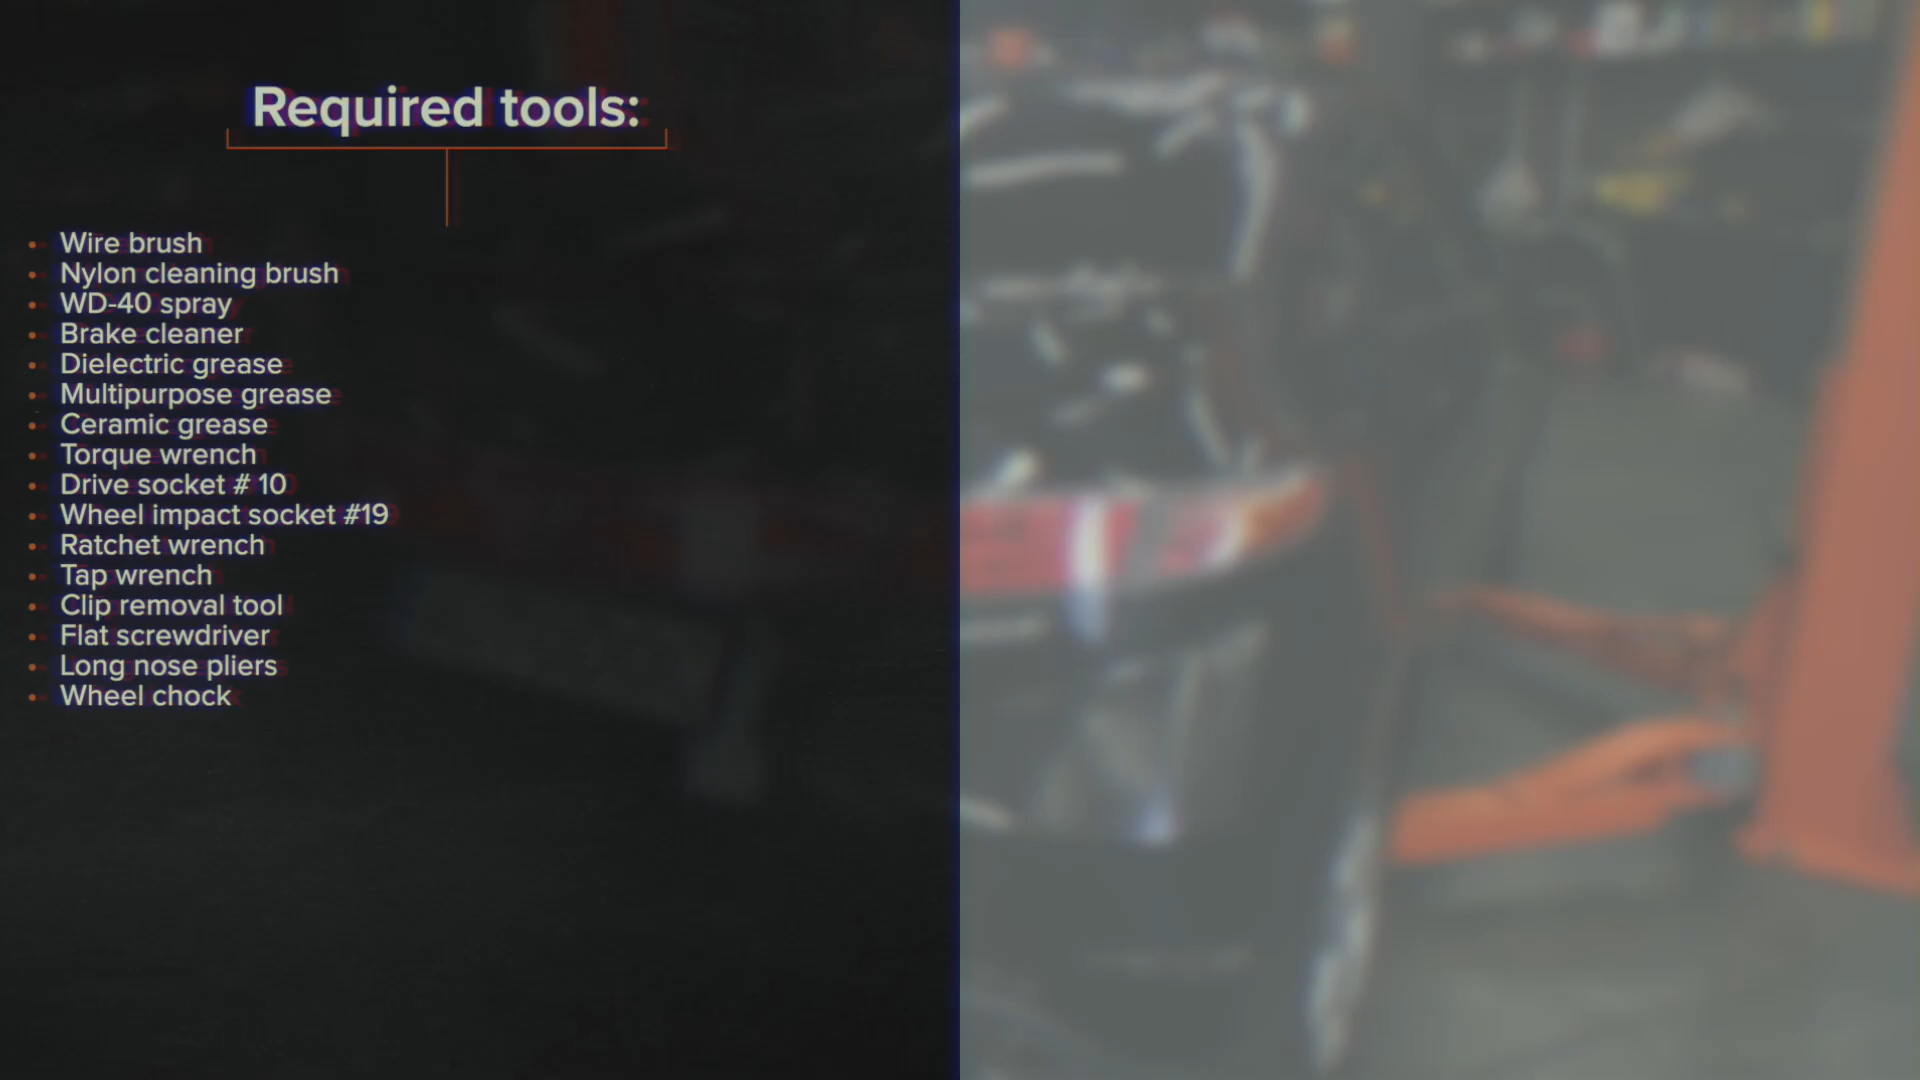 Required tools:
Wire brush
Nylon cleaning brush
WD-40 spray
Brake cleaner
Dielectric grease
Multipurpose grease
Ceramic grease
Torque wrench
Drive socket # 10
Wheel impact socket #19
Ratchet wrench
Tap wrench
Clip removal tool
Flat screwdriver
Long nose pliers
Wheel chock